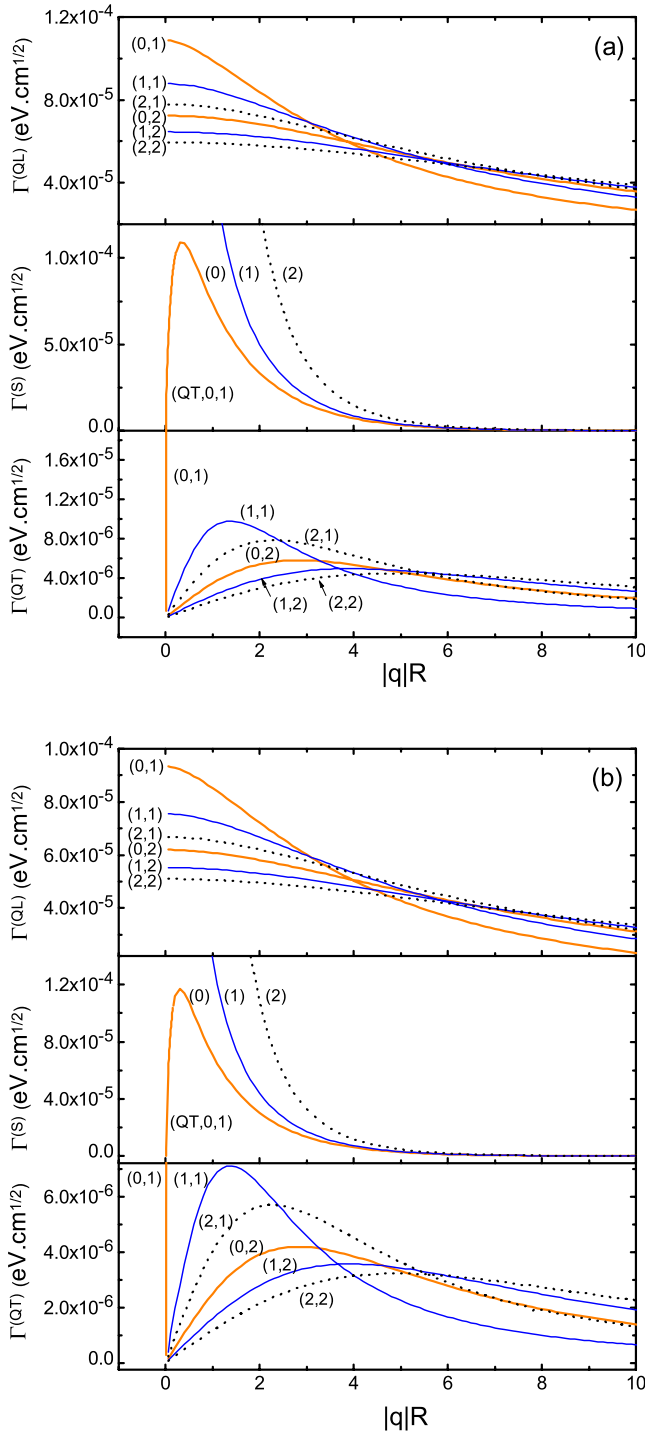 1.2x10⁻⁴
(a)
(0,1)
Γ(QL) (eV.cm1/2)
(1,1)
8.0x10⁻⁵
(2,1)
(0,2)
(1,2)
(2,2)
4.0x10⁻⁵
1.0x10⁻⁴
(0)
(1)
(2)
Γ(S) (eV.cm1/2)
5.0x10⁻⁵
(QT,0,1)
0.0
1.6x10⁻⁵
(0,1)
Γ(QT) (eV.cm1/2)
1.2x10⁻⁵
(1,1)
8.0x10⁻⁶
(2,1)
(0,2)
4.0x10⁻⁶
(1,2)
(2,2)
0.0
0 2 4 6 8 10
|q|R
1.0x10⁻⁴
(b)
(0,1)
Γ(QL) (eV.cm1/2)
8.0x10⁻⁵
(1,1)
(2,1)
6.0x10⁻⁵
(0,2)
(1,2)
(2,2)
4.0x10⁻⁵
1.2x10⁻⁴
(0)
(1)
(2)
Γ(S) (eV.cm1/2)
8.0x10⁻⁵
4.0x10⁻⁵
(QT,0,1)
0.0
(0,1)
(1,1)
Γ(QT) (eV.cm1/2)
6.0x10⁻⁶
(2,1)
4.0x10⁻⁶
(0,2)
(1,2)
2.0x10⁻⁶
(2,2)
0.0
0 2 4 6 8 10
|q|R